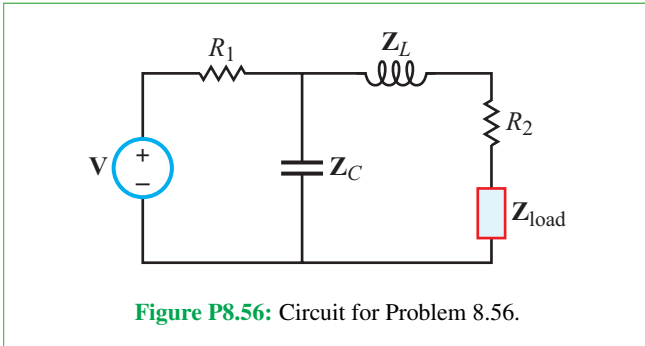 R1
ZL
R2
V
+
−
ZC
Zload
Figure P8.56: Circuit for Problem 8.56.